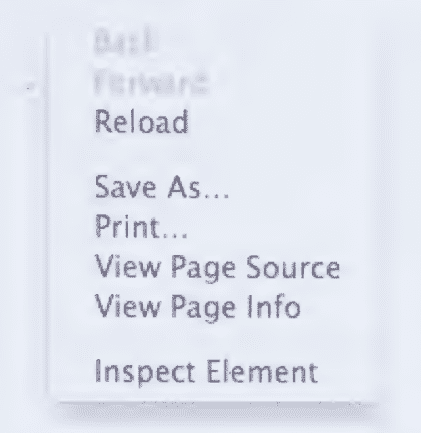 Back
Forward
Reload
Save As...
Print...
View Page Source
View Page Info
Inspect Element